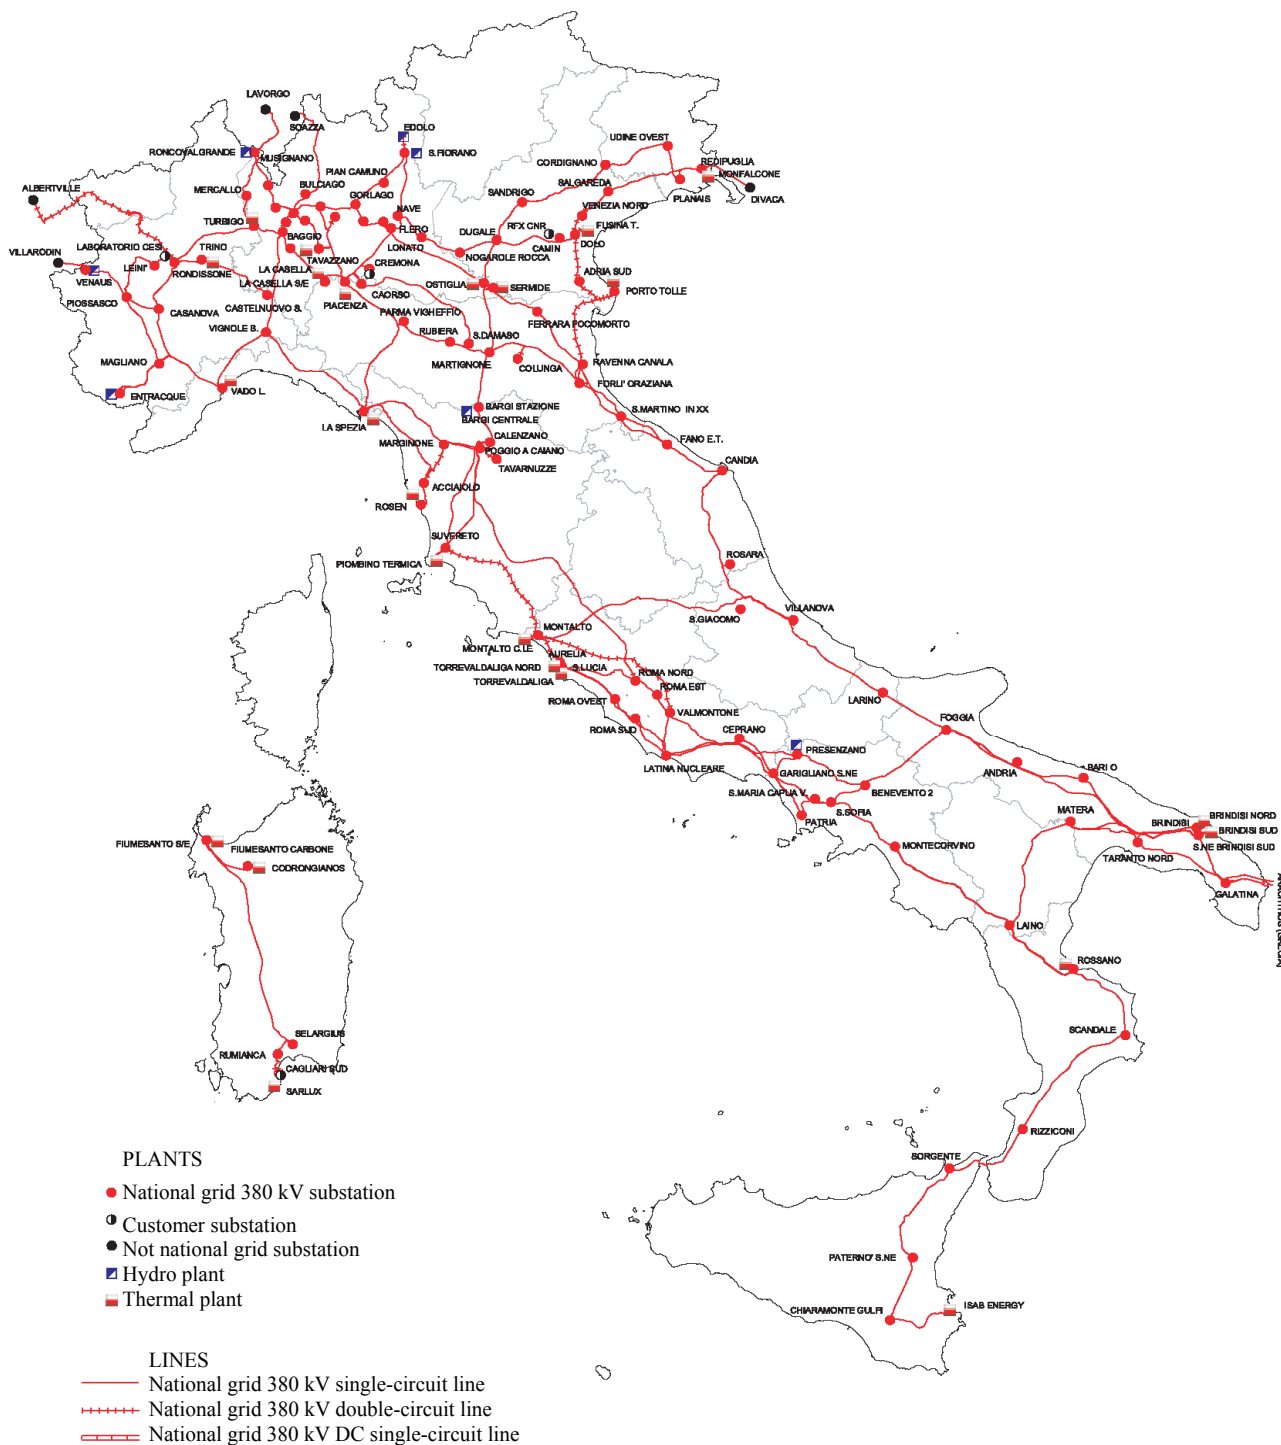 LAVORGO
SOAZZA
EDOLO
UDINE OVEST
RONCOVALGRANDE
MUSIGNANO
S.FIORANO
CORDIGNANO
REDIPUGLIA
MONFALCONE
PIAN CAMUNO
ALBERTVILLE
MERCALLO
BULCIAGO
SANDRIGO
SALGAREDA
PLANAIS
DIVACA
GORLAGO
TURBIGO
NAVE
VENEZIA NORD
RFX CNR
FUSINA T.
BAGGIO
FLERO
DUGALE
VILLARODIN
LABORATORIO CESI
TRINO
LONATO
CAMIN
DOLO
LEINI'
RONDISSONE
TAVAZZANO
NOGAROLE ROCCA
LA CASELLA
CREMONA
ADRIA SUD
VENAUS
LA CASELLA S/E
OSTIGLIA
SERMIDE
PORTO TOLLE
PIOSSASCO
CASTELNUOVO S.
PIACENZA
CAORSO
CASANOVA
PARMA VIGHEFFIO
FERRARA FOCOMORTO
VIGNOLE B.
RUBIERA
S.DAMASO
MAGLIANO
MARTIGNONE
COLUNGA
RAVENNA CANALA
FORLI' ORAZIANA
VADO L.
ENTRACQUE
BARGI STAZIONE
S.MARTINO IN XX
LA SPEZIA
BARGI CENTRALE
CALENZANO
MARGINONE
POGGIO A CAIANO
FANO E.T.
TAVARNUZZE
CANDIA
ACCIAIOLO
ROSEN
SUVERETO
ROSARA
PIOMBINO TERMICA
S.GIACOMO
VILLANOVA
MONTALTO
MONTALTO C.LE
AURELIA
TORREVALDALIGA NORD
S.LUCIA
ROMA NORD
TORREVALDALIGA
ROMA EST
ROMA OVEST
LARINO
VALMONTONE
ROMA SUD
CEPRANO
FOGGIA
PRESENZANO
LATINA NUCLEARE
GARIGLIANO S.NE
ANDRIA
BARI O
S.MARIA CAPUA V.
BENEVENTO 2
S.SOFIA
MATERA
PATRIA
BRINDISI
BRINDISI NORD
BRINDISI SUD
FIUMESANTO S/E
FIUMESANTO CARBONE
MONTECORVINO
S.NE BRINDISI SUD
TARANTO NORD
CODRONGIANOS
GALATINA
LAINO
ROSSANO
SELARGIUS
SCANDALE
RUMIANCA
CAGLIARI SUD
SARLUX
RIZZICONI
SORGENTE
PATERNO' S.NE
CHIARAMONTE GULFI
ISAB ENERGY
PLANTS
National grid 380 kV substation
Customer substation
Not national grid substation
Hydro plant
Thermal plant
LINES
National grid 380 kV single-circuit line
National grid 380 kV double-circuit line
National grid 380 kV DC single-circuit line